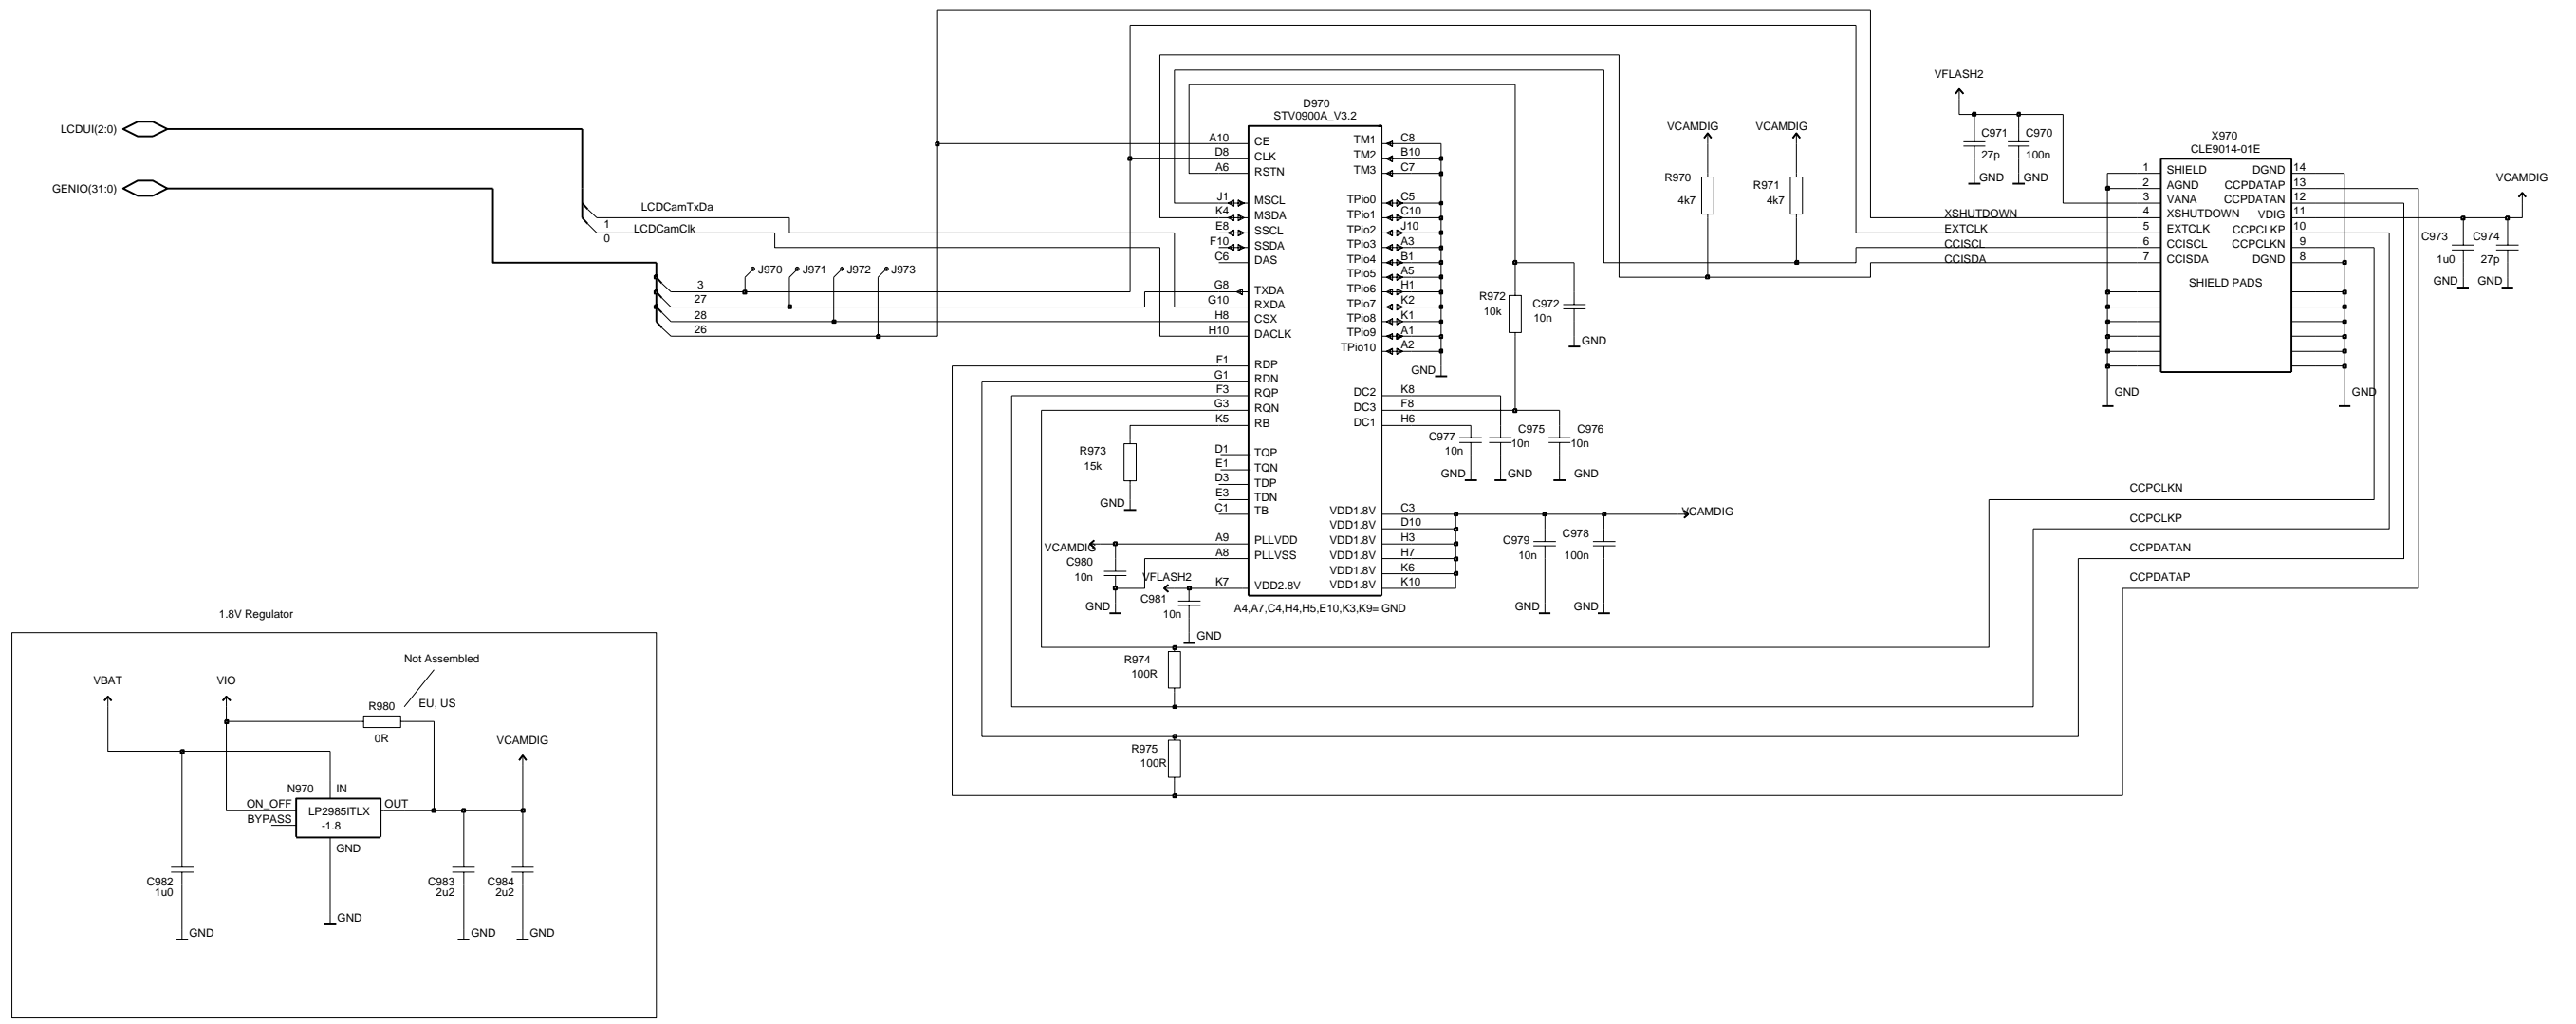 LCDUI(2:0)
GENIO(31:0)
LCDCamTxDa
1
LCDCamClk
0
J970
J971
J972
J973
3
27
28
26
D970
STV0900A_V3.2
A10 CE
D8 CLK
A6 RSTN
J1 MSCL
K4 MSDA
E8 SSCL
F10 SSDA
C6 DAS
G8 TXDA
G10 RXDA
H8 CSX
H10 DACLK
F1 RDP
G1 RDN
F3 RQP
G3 RQN
K5 RB
D1 TQP
E1 TQN
D3 TDP
E3 TDN
C1 TB
A9 PLLVDD
A8 PLLVSS
K7 VDD2.8V
TM1 C8
TM2 B10
TM3 C7
TPio0 C5
TPio1 C10
TPio2 J10
TPio3 A3
TPio4 B1
TPio5 A5
TPio6 H1
TPio7 K2
TPio8 K1
TPio9 A1
TPio10 A2
GND
DC2 K8
DC3 F8
DC1 H6
VDD1.8V C3
VDD1.8V D10
VDD1.8V H3
VDD1.8V H7
VDD1.8V K6
VDD1.8V K10
A4,A7,C4,H4,H5,E10,K3,K9= GND
R973
15k
GND
VCAMDIG
C980
10n
GND
VFLASH2
C981
10n
GND
R972
10k
C972
10n
GND
C977
10n
GND
C975
10n
GND
C976
10n
GND
VCAMDIG
C979
10n
GND
C978
100n
GND
R974
100R
R975
100R
VCAMDIG
R970
4k7
VCAMDIG
R971
4k7
VFLASH2
C971
27p
GND
C970
100n
GND
XSHUTDOWN
EXTCLK
CCISCL
CCISDA
X970
CLE9014-01E
1 SHIELD DGND 14
2 AGND CCPDATAP 13
3 VANA CCPDATAN 12
4 XSHUTDOWN VDIG 11
5 EXTCLK CCPCLKP 10
6 CCISCL CCPCLKN 9
7 CCISDA DGND 8
SHIELD PADS
GND
GND
VCAMDIG
C973
1u0
GND
C974
27p
GND
CCPCLKN
CCPCLKP
CCPDATAN
CCPDATAP
1.8V Regulator
Not Assembled
VBAT
VIO
R980
EU, US
0R
VCAMDIG
N970
IN
ON_OFF
LP2985ITLX
OUT
BYPASS
-1.8
GND
C982
1u0
GND
GND
C983
2u2
GND
C984
2u2
GND